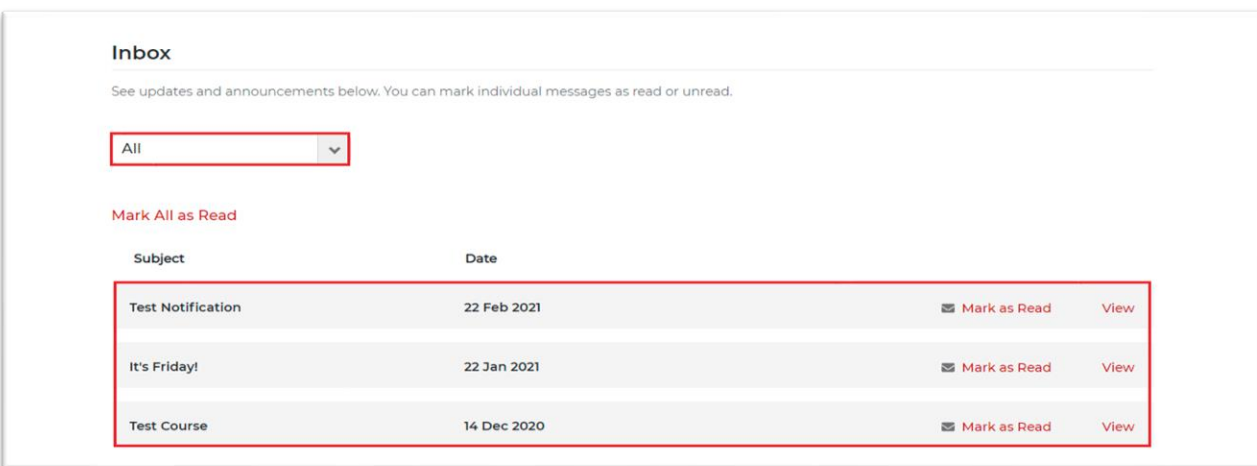 Inbox
See updates and announcements below. You can mark individual messages as read or unread.
All
Mark All as Read
Subject Date
Test Notification 22 Feb 2021 Mark as Read View
It's Friday! 22 Jan 2021 Mark as Read View
Test Course 14 Dec 2020 Mark as Read View